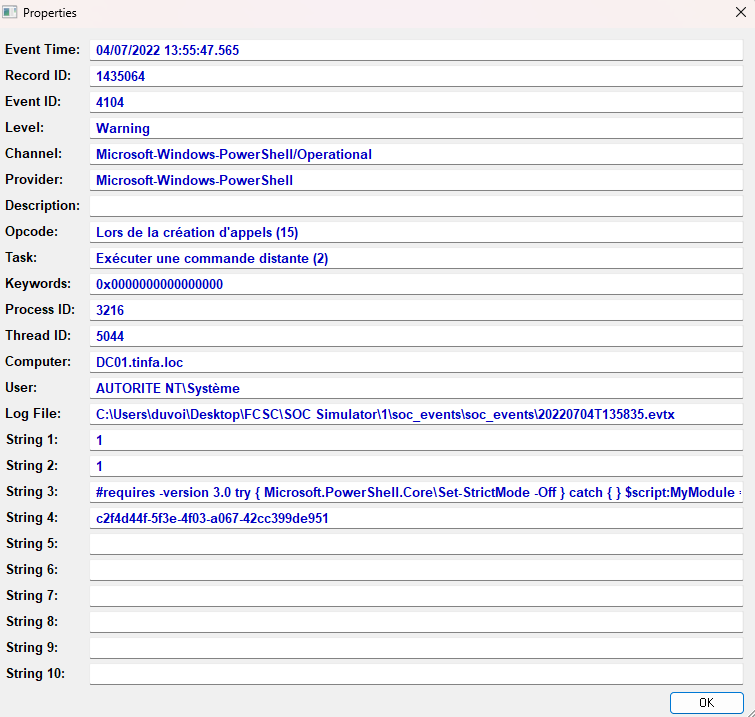 Properties
Event Time: 04/07/2022 13:55:47.565
Record ID: 1435064
Event ID: 4104
Level: Warning
Channel: Microsoft-Windows-PowerShell/Operational
Provider: Microsoft-Windows-PowerShell
Description:
Opcode: Lors de la création d'appels (15)
Task: Exécuter une commande distante (2)
Keywords: 0x0000000000000000
Process ID: 3216
Thread ID: 5044
Computer: DC01.tinfa.loc
User: AUTORITE NT\Système
Log File: C:\Users\duvoi\Desktop\FCSC\SOC Simulator\1\soc_events\soc_events\20220704T135835.evtx
String 1: 1
String 2: 1
String 3: #requires -version 3.0 try { Microsoft.PowerShell.Core\Set-StrictMode -Off } catch { } $script:MyModule =
String 4: c2f4d44f-5f3e-4f03-a067-42cc399de951
String 5:
String 6:
String 7:
String 8:
String 9:
String 10:
OK